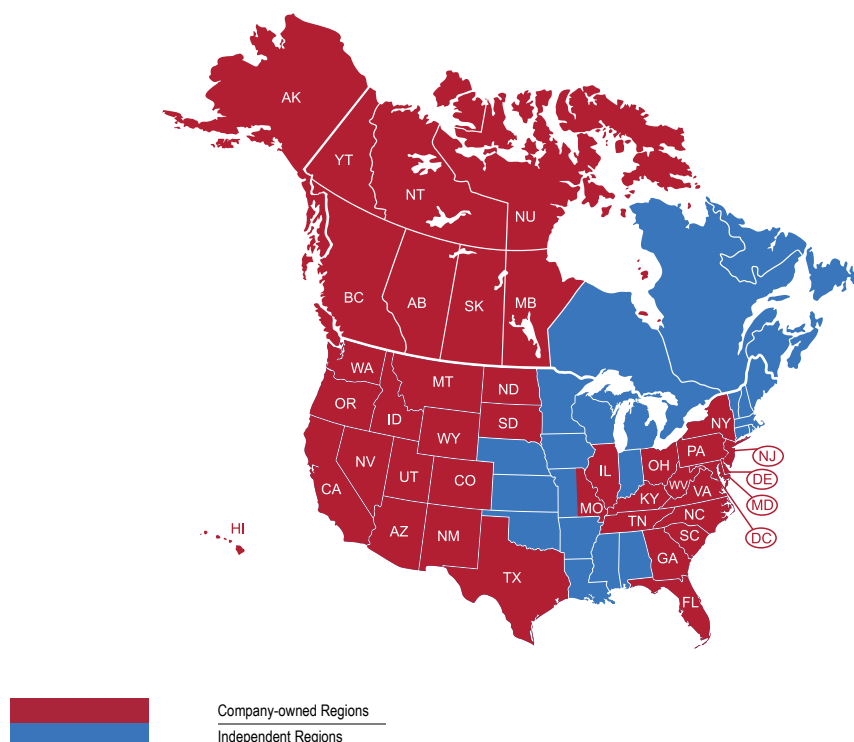 AK
YT
NT
NU
BC
AB
SK
MB
WA
MT
ND
OR
ID
SD
WY
NY
NV
UT
CO
IL
OH
PA
NJ
DE
CA
MO
KY
WV
VA
MD
HI
AZ
NM
TN
NC
DC
SC
GA
TX
FL
Company-owned Regions
Independent Regions